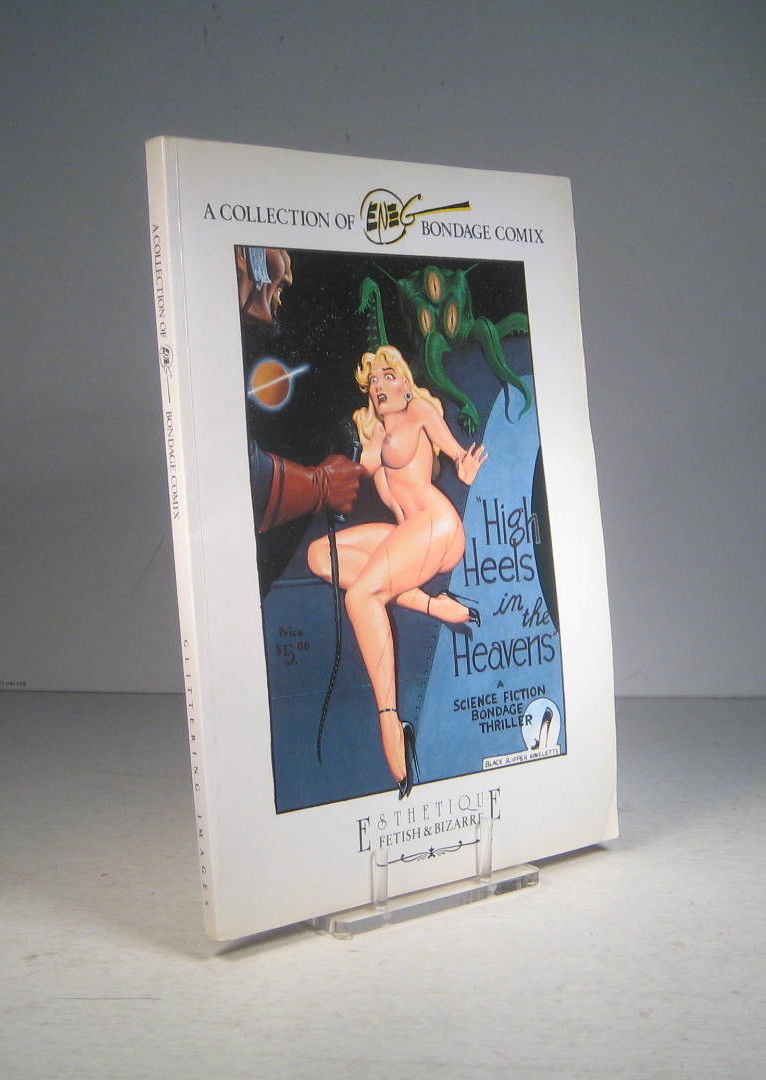 A COLLECTION OF ENEG BONDAGE COMIX
Price
$5.00
"High
Heels
in the
Heavens"
A
SCIENCE FICTION
BONDAGE
THRILLER
BLACK SLIPPER NOVELETTE
ESTHETIQUE
FETISH & BIZARRE
A COLLECTION OF ENEG BONDAGE COMIX
GLITTERING IMAGES